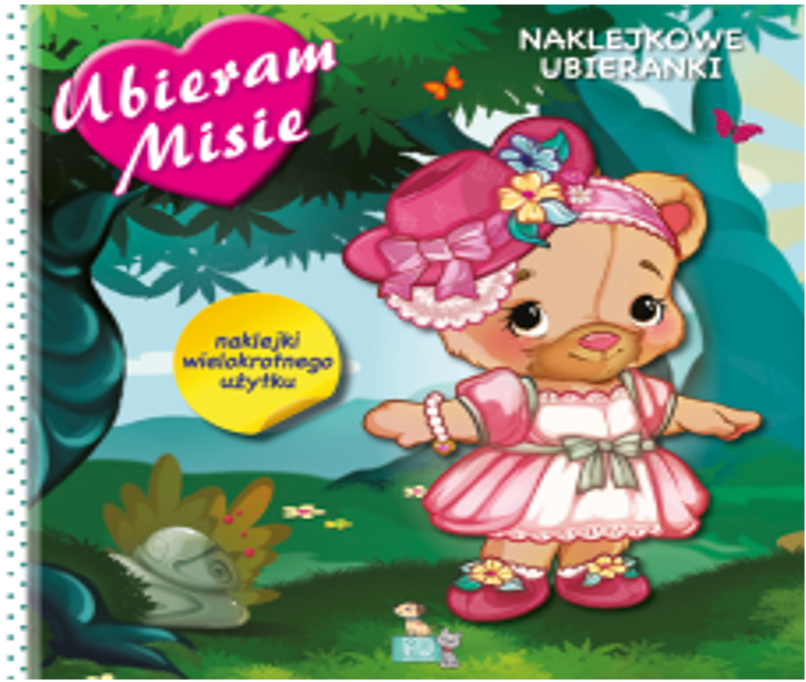 Ubieram
Misie
NAKLEJKOWE
UBIERANKI
naklejki
wielokrotnego
użytku